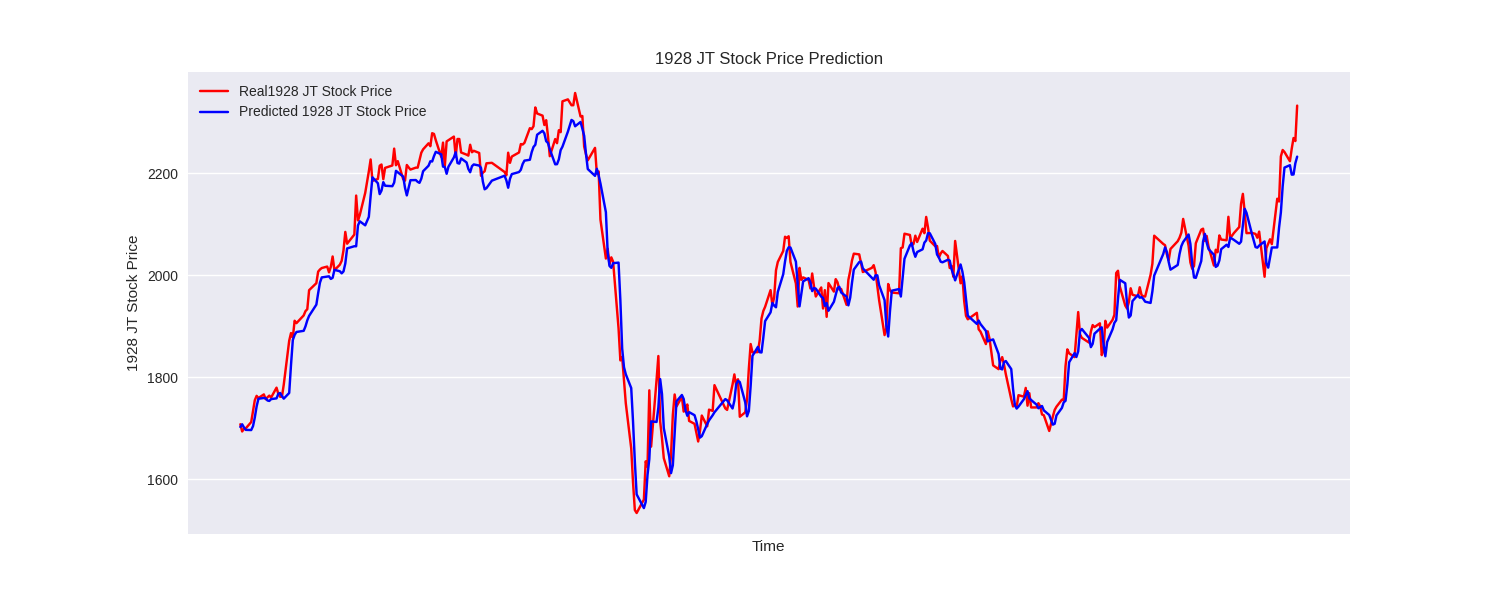 1928 JT Stock Price Prediction
Real1928 JT Stock Price
Predicted 1928 JT Stock Price
1928 JT Stock Price
2200
2000
1800
1600
Time